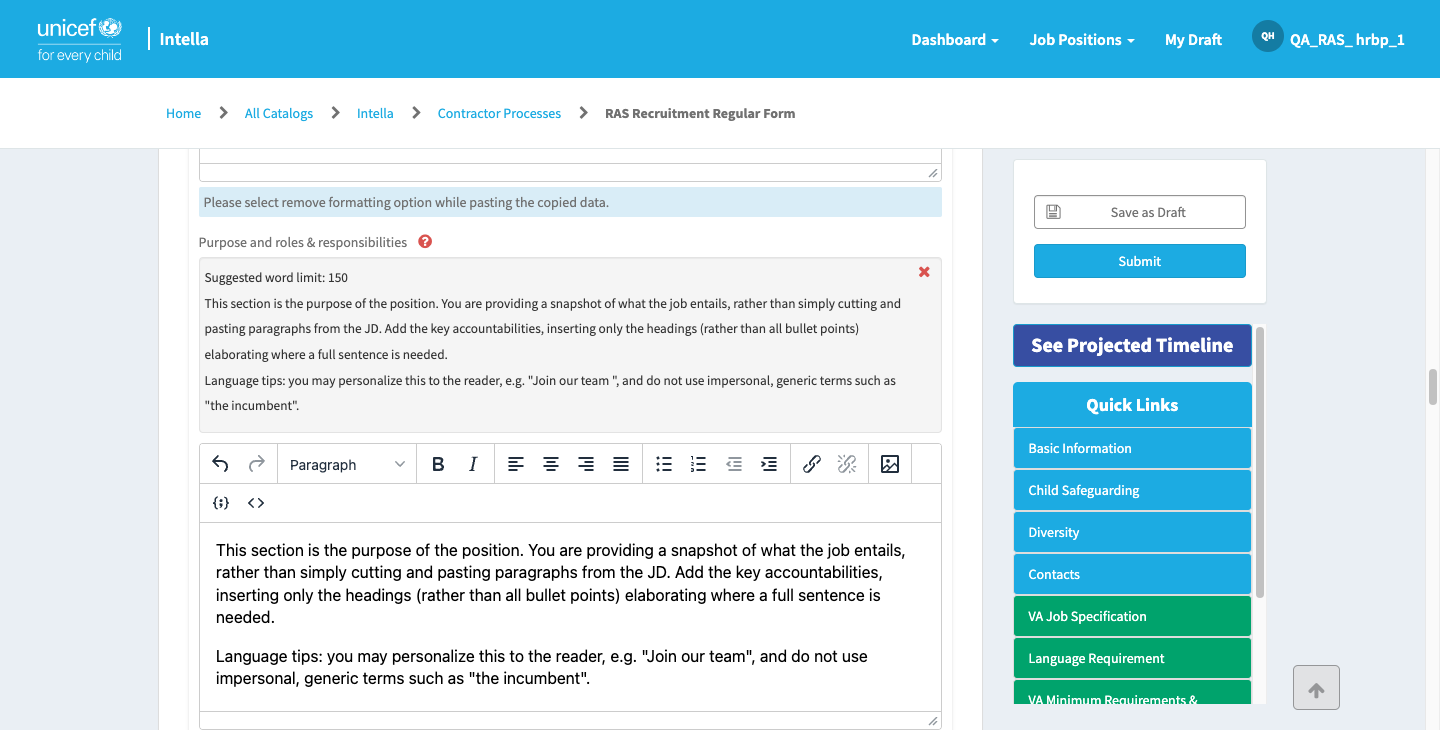 unicef
for every child
Intella
Dashboard
Job Positions
My Draft
QH
QA_RAS_ hrbp_1
Home
All Catalogs
Intella
Contractor Processes
RAS Recruitment Regular Form
Please select remove formatting option while pasting the copied data.
Purpose and roles & responsibilities
Suggested word limit: 150
This section is the purpose of the position. You are providing a snapshot of what the job entails, rather than simply cutting and
pasting paragraphs from the JD. Add the key accountabilities, inserting only the headings (rather than all bullet points)
elaborating where a full sentence is needed.
Language tips: you may personalize this to the reader, e.g. "Join our team ", and do not use impersonal, generic terms such as
"the incumbent".
Paragraph
B I
This section is the purpose of the position. You are providing a snapshot of what the job entails,
rather than simply cutting and pasting paragraphs from the JD. Add the key accountabilities,
inserting only the headings (rather than all bullet points) elaborating where a full sentence is
needed.
Language tips: you may personalize this to the reader, e.g. "Join our team", and do not use
impersonal, generic terms such as "the incumbent".
Save as Draft
Submit
See Projected Timeline
Quick Links
Basic Information
Child Safeguarding
Diversity
Contacts
VA Job Specification
Language Requirement
VA Minimum Requirements &